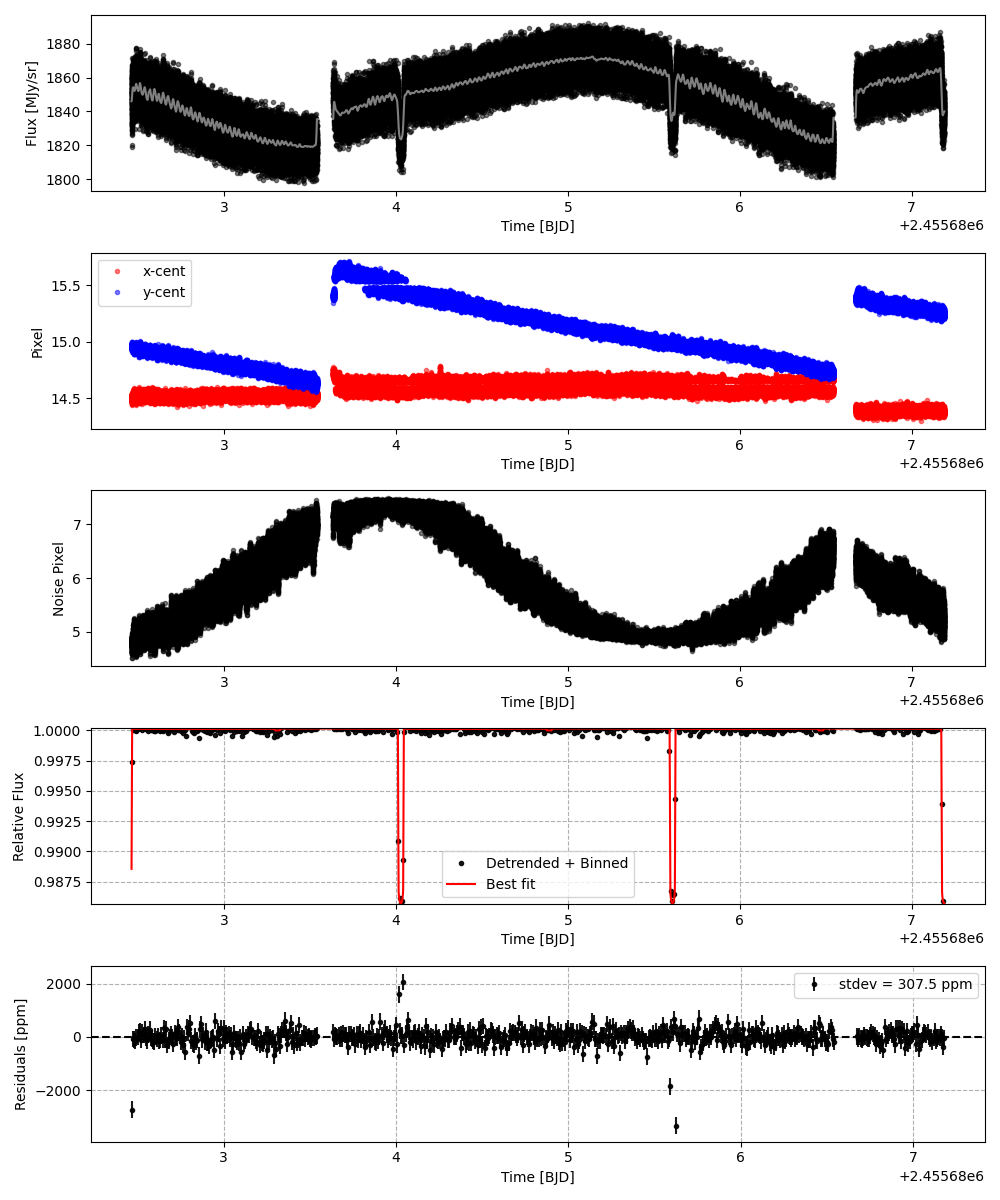 1880
1860
1840
1820
1800
Flux [MJy/sr]
3 4 5 6 7
Time [BJD]
+2.45568e6
x-cent
y-cent
15.5
15.0
14.5
Pixel
3 4 5 6 7
Time [BJD]
+2.45568e6
7
6
5
Noise Pixel
3 4 5 6 7
Time [BJD]
+2.45568e6
1.0000
0.9975
0.9950
0.9925
0.9900
0.9875
Relative Flux
Detrended + Binned
Best fit
3 4 5 6 7
Time [BJD]
+2.45568e6
stdev = 307.5 ppm
2000
0
−2000
Residuals [ppm]
3 4 5 6 7
Time [BJD]
+2.45568e6